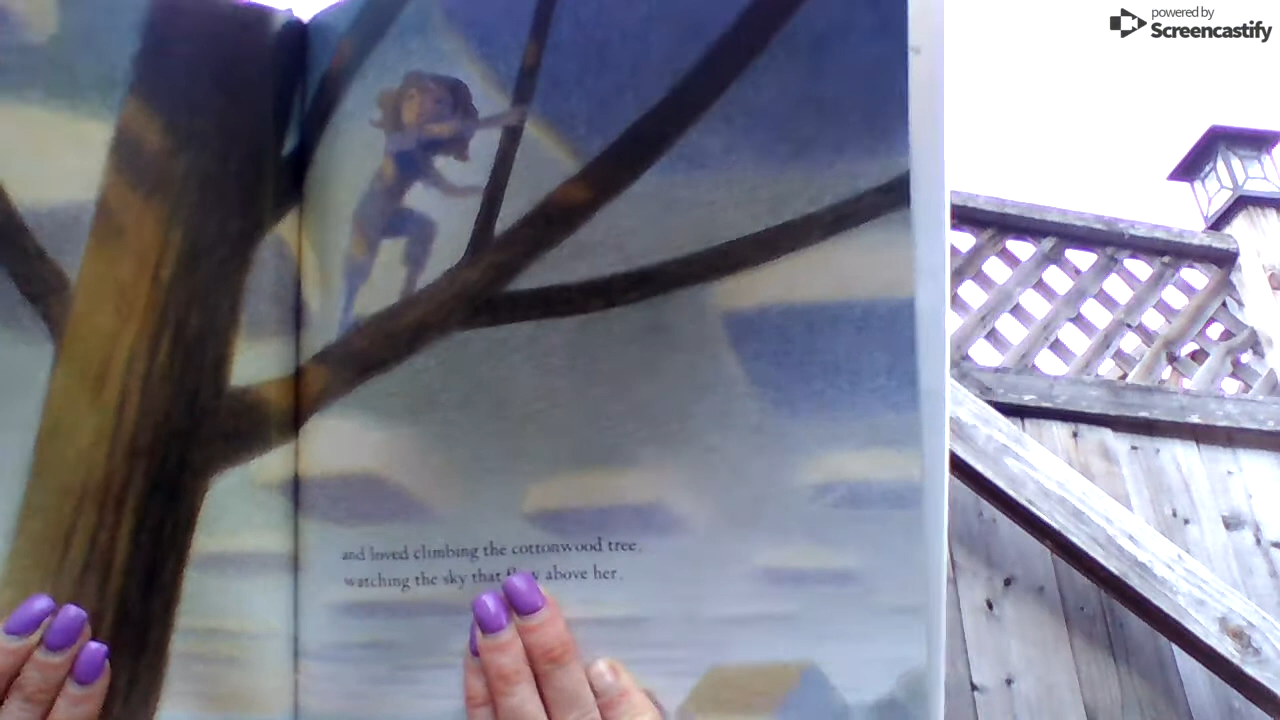 powered by
Screencastify
and loved climbing the cottonwood tree,
watching the sky that above her.